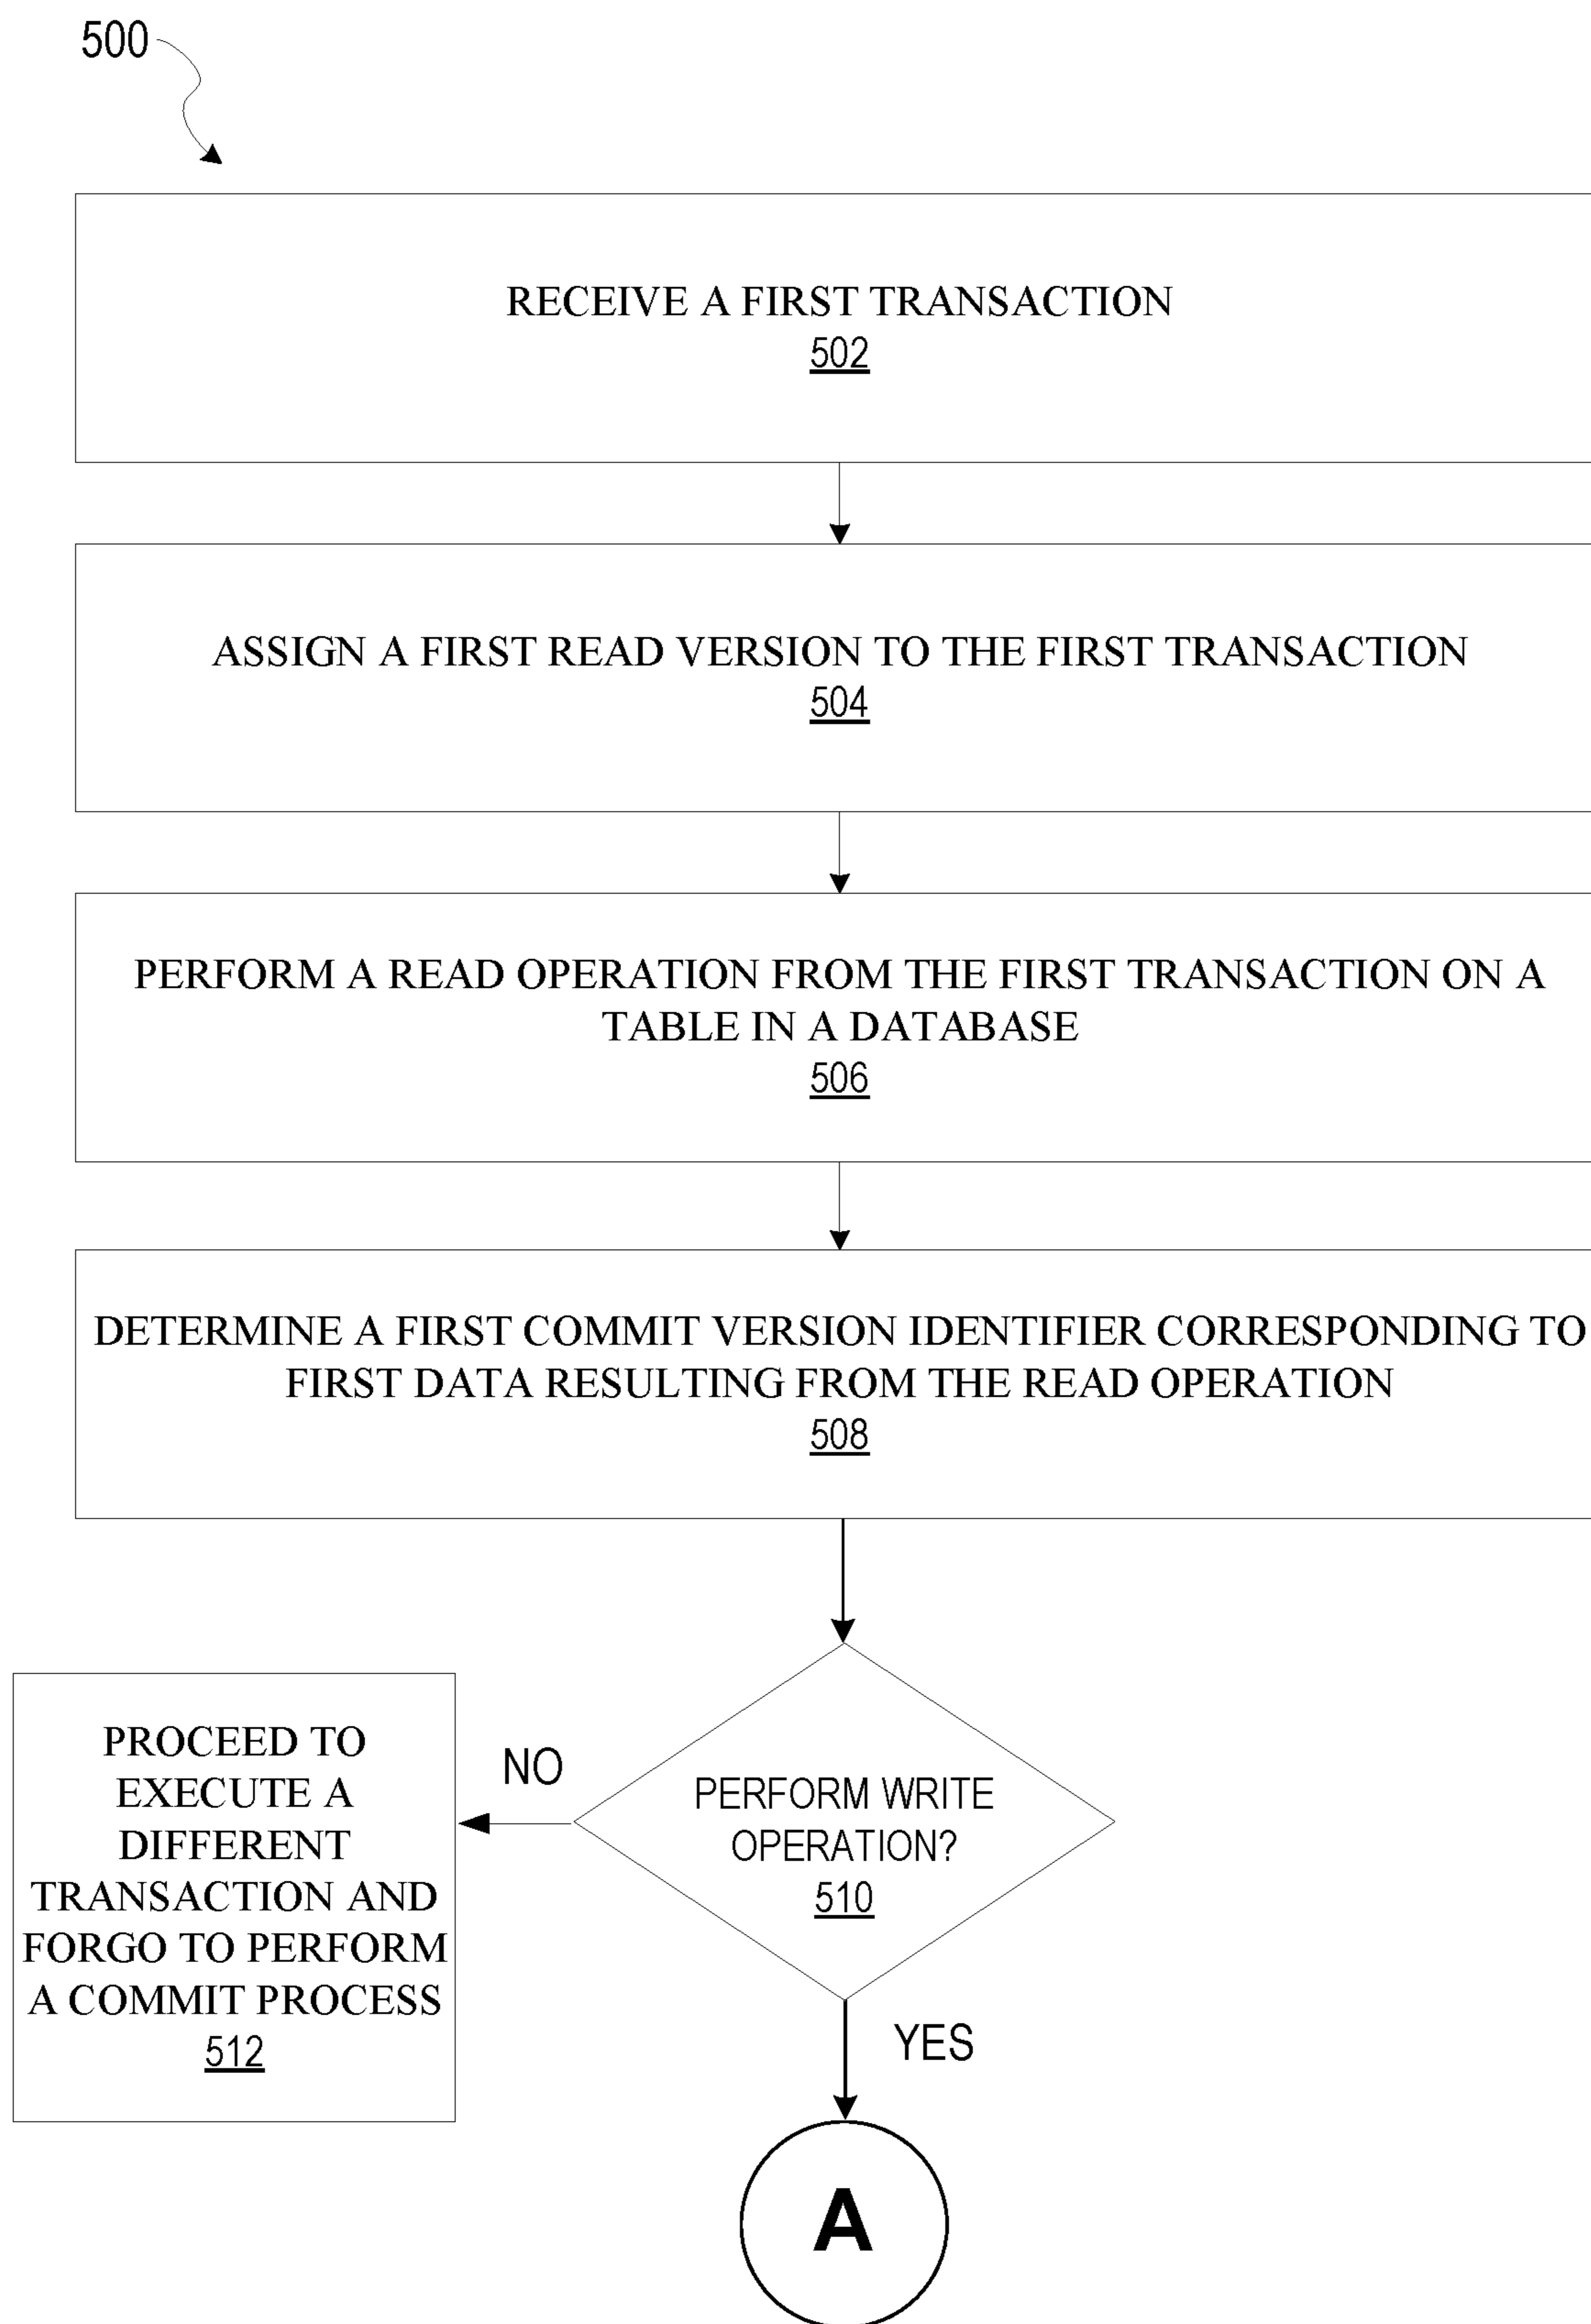 500
RECEIVE A FIRST TRANSACTION
502
ASSIGN A FIRST READ VERSION TO THE FIRST TRANSACTION
504
PERFORM A READ OPERATION FROM THE FIRST TRANSACTION ON A
TABLE IN A DATABASE
506
DETERMINE A FIRST COMMIT VERSION IDENTIFIER CORRESPONDING TO
FIRST DATA RESULTING FROM THE READ OPERATION
508
PERFORM WRITE
OPERATION?
510
NO
PROCEED TO
EXECUTE A
DIFFERENT
TRANSACTION AND
FORGO TO PERFORM
A COMMIT PROCESS
512
YES
A